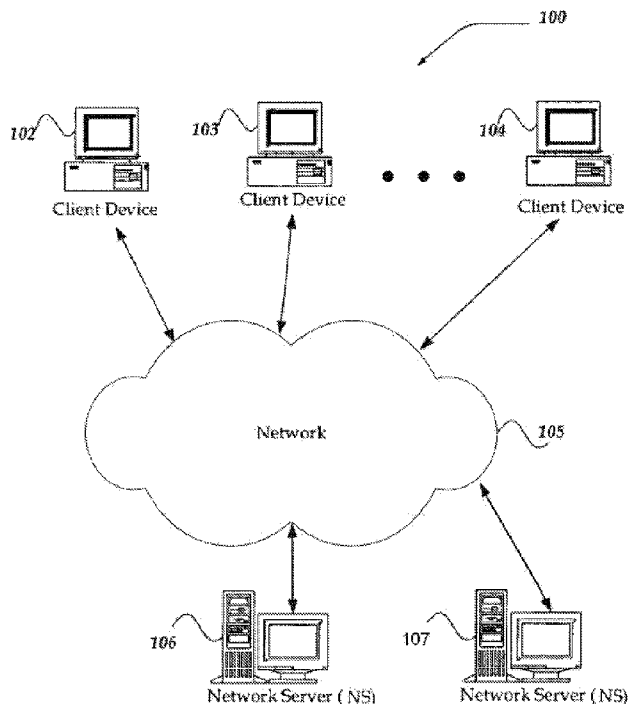 100
102
103
104
Client Device
Client Device
Client Device
Network
105
106
107
Network Server (NS)
Network Server (NS)